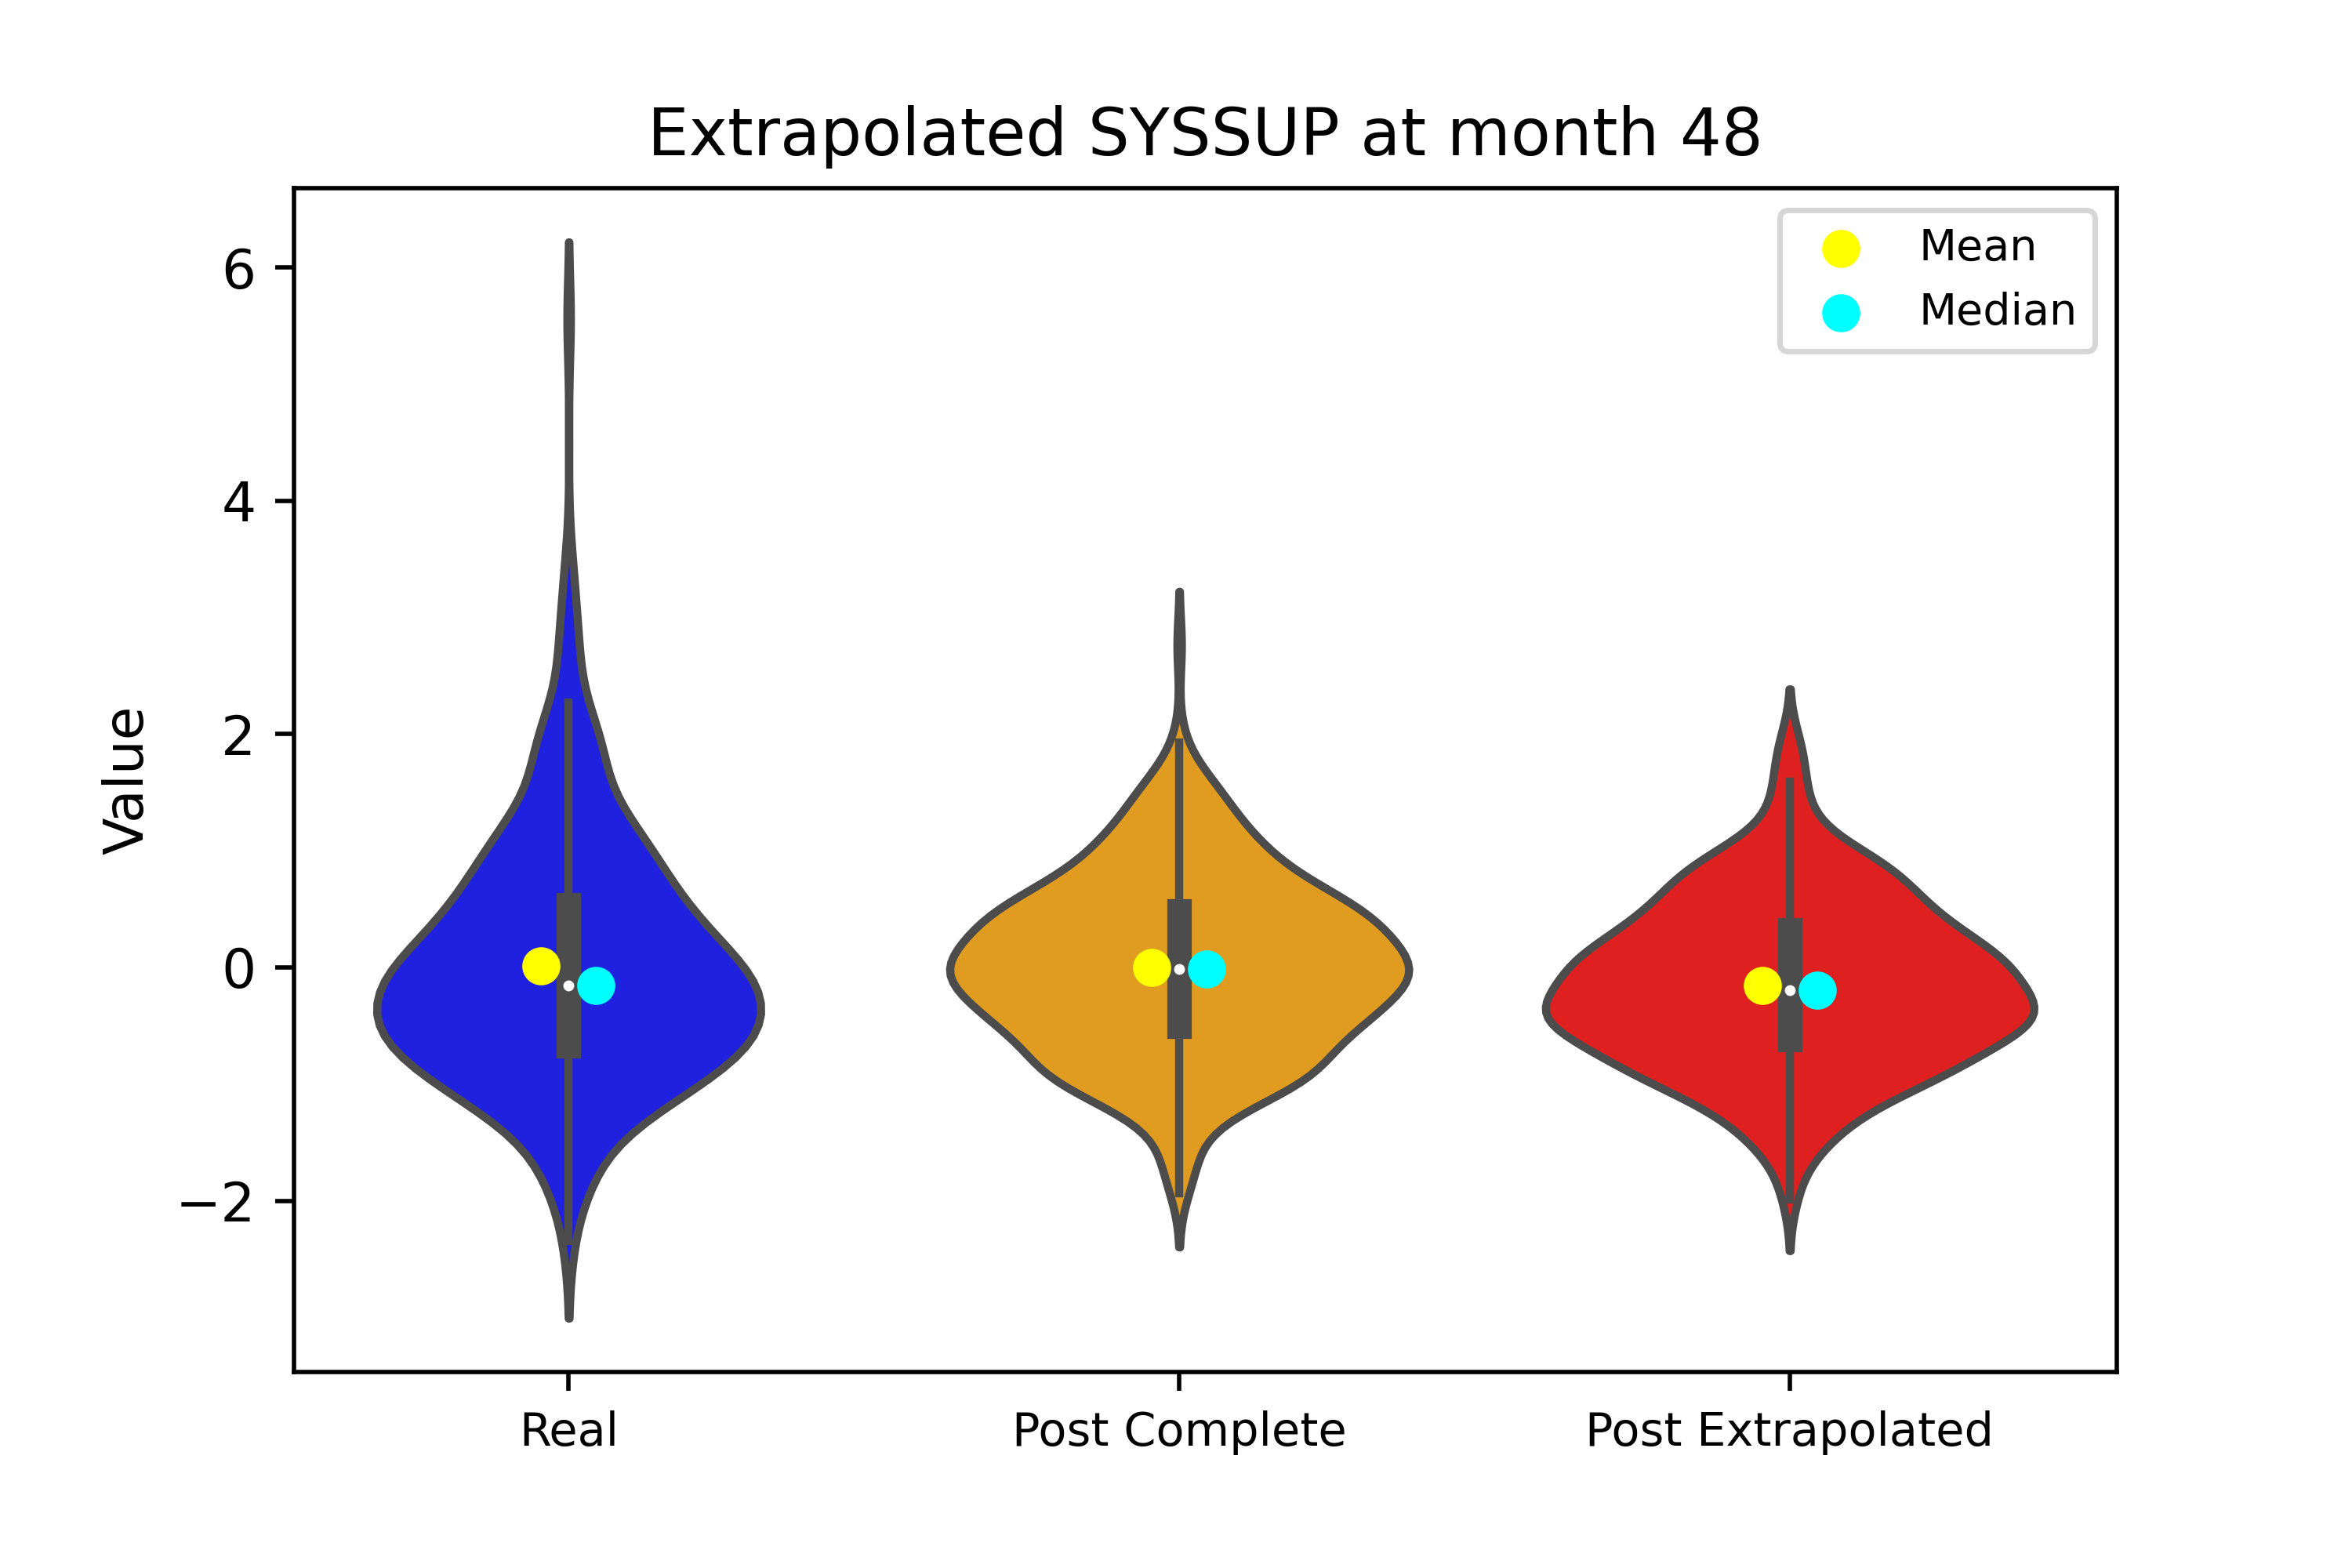 Extrapolated SYSSUP at month 48
Mean
Median
6
4
2
0
−2
Value
Real
Post Complete
Post Extrapolated